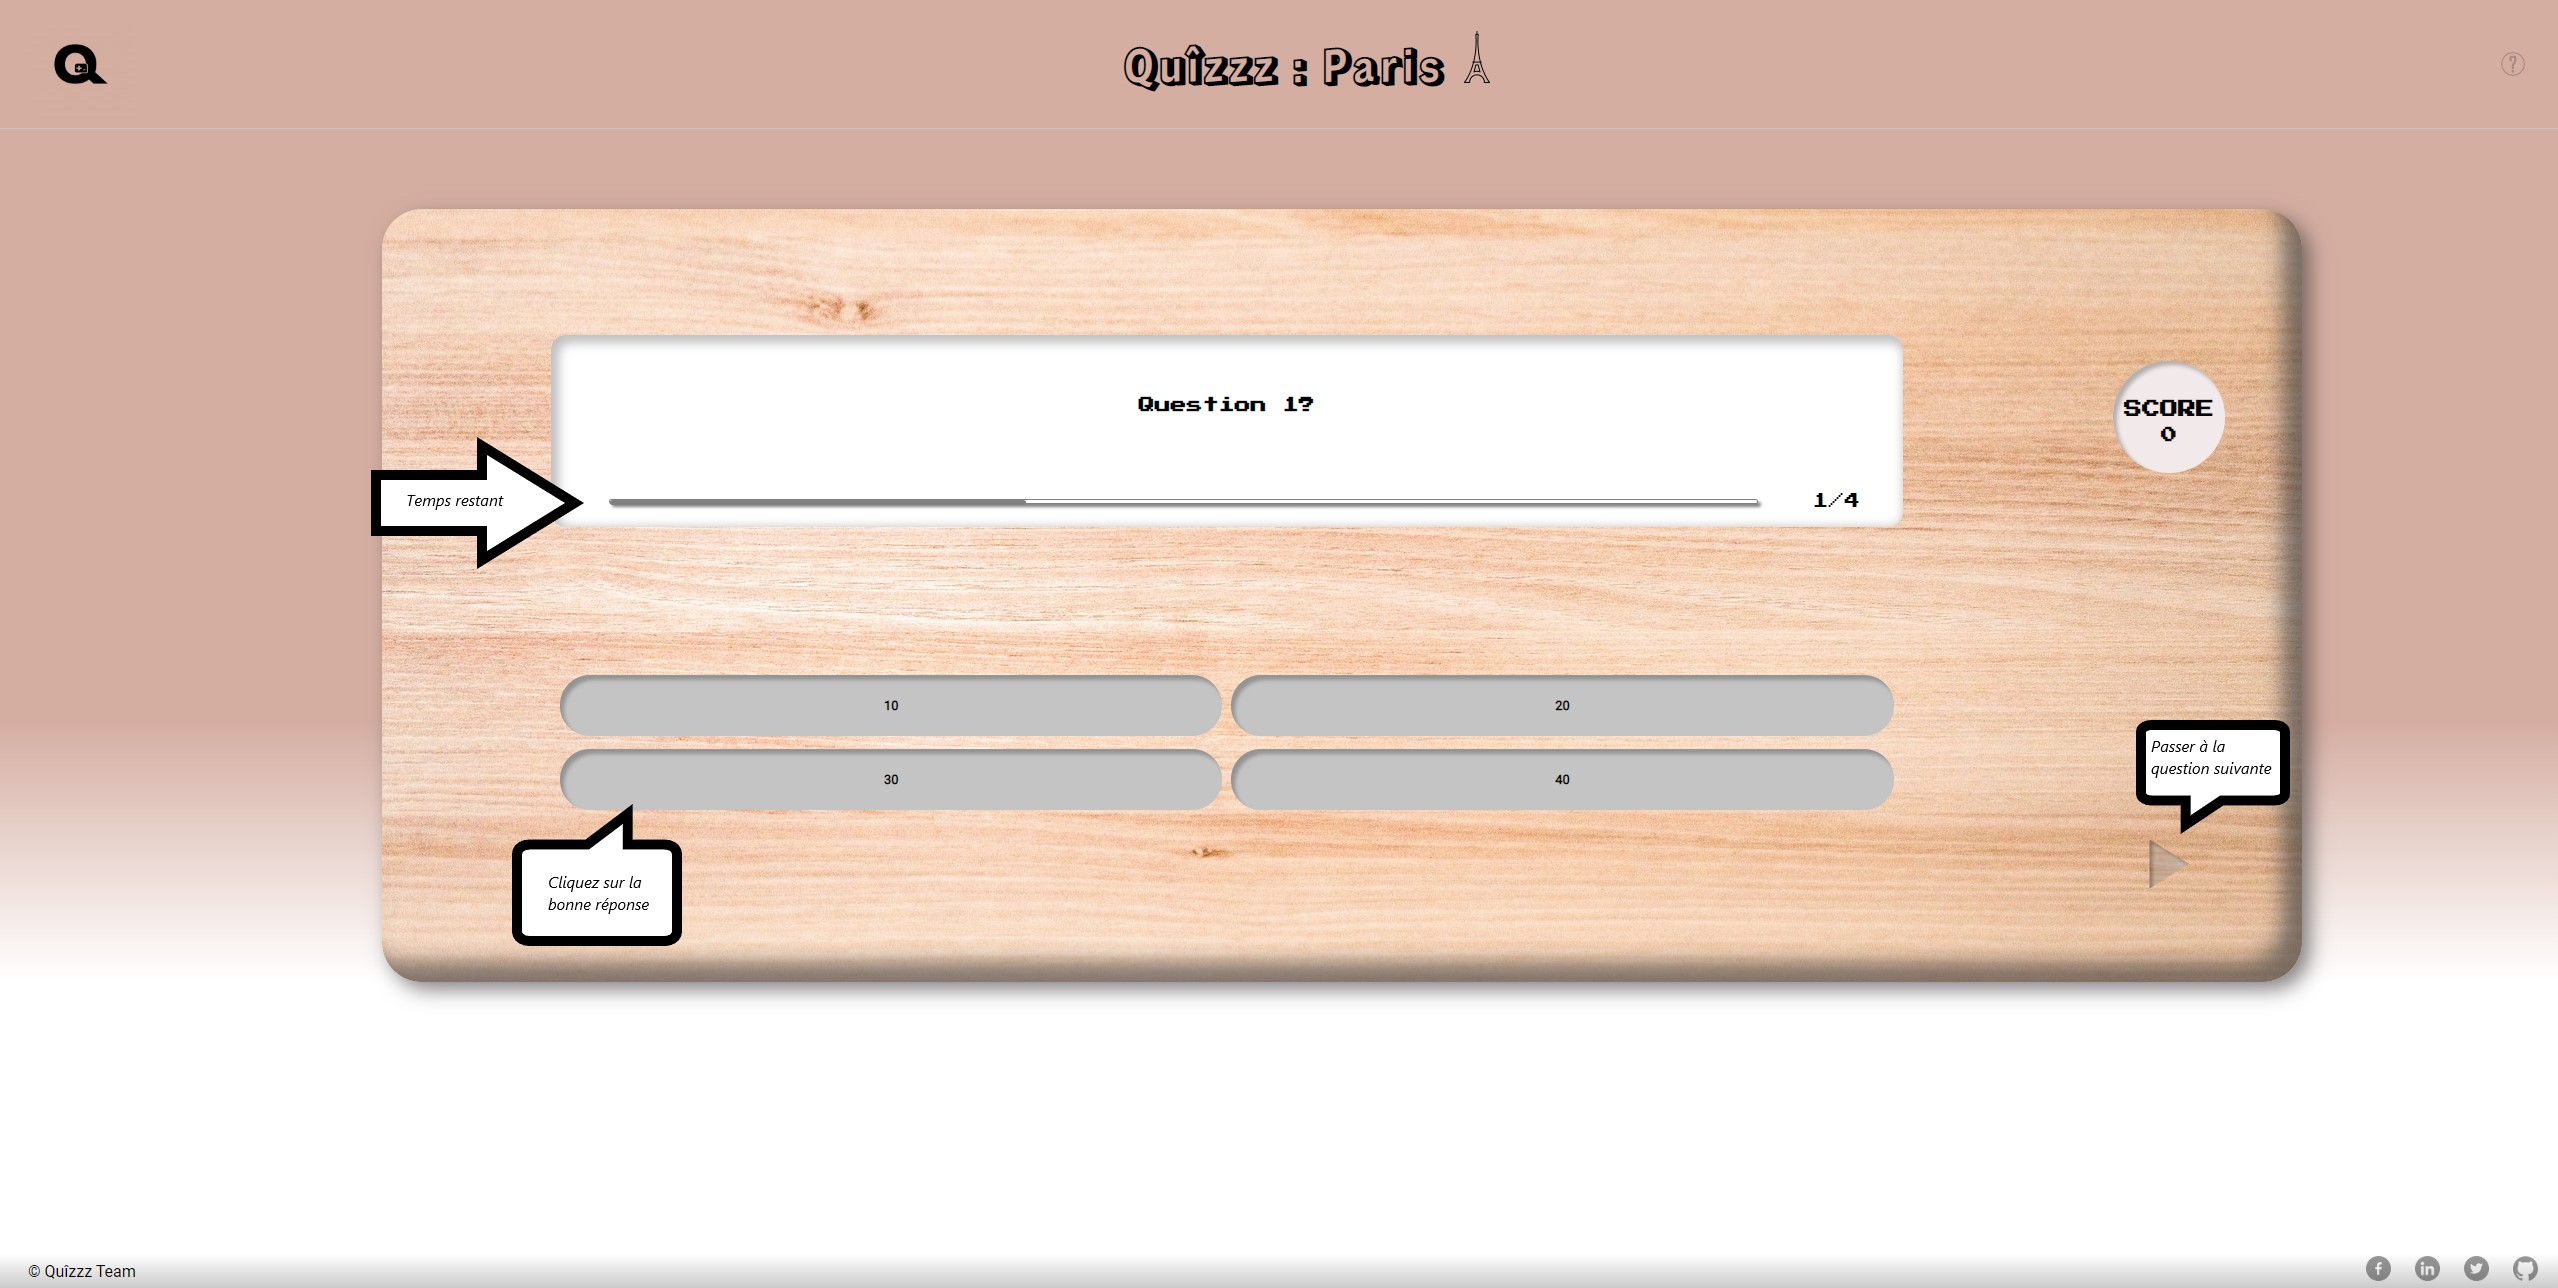 Quîzzz : Paris
Question 1?
SCORE
0
Temps restant
1/4
10
20
30
40
Passer à la
question suivante
Cliquez sur la
bonne réponse
© Quîzzz Team